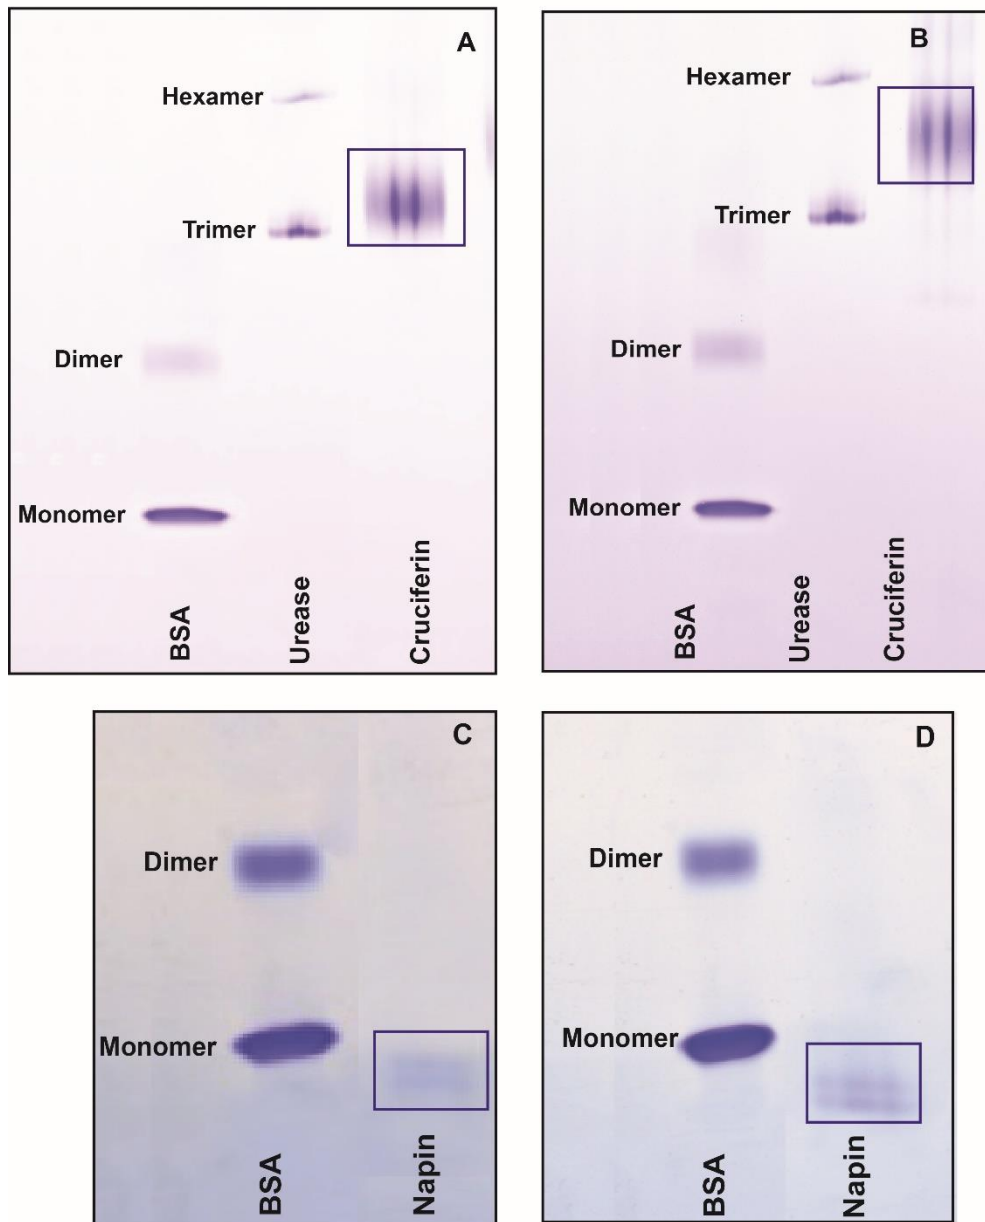 A
Hexamer
Trimer
Dimer
Monomer
BSA
Urease
Cruciferin
B
Hexamer
Trimer
Dimer
Monomer
BSA
Urease
Cruciferin
C
Dimer
Monomer
BSA
Napin
D
Dimer
Monomer
BSA
Napin